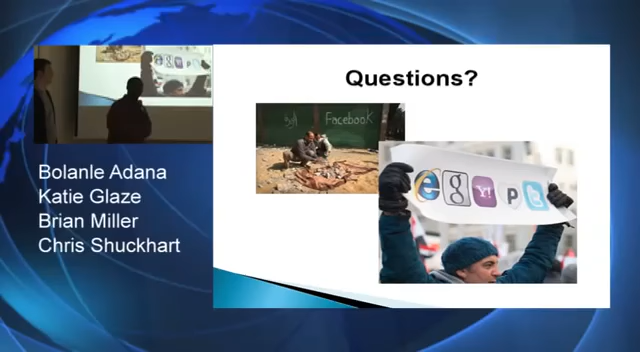 Questions?
Facebook
e g Y! p t
Bolanle Adana
Katie Glaze
Brian Miller
Chris Shuckhart